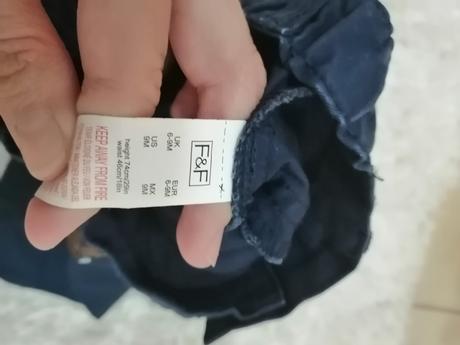 F&F
UK EUR
6-9M 6-9M
US MX
9M 9M
height 74cm/29in
waist 46cm/18in
KEEP AWAY FROM FIRE